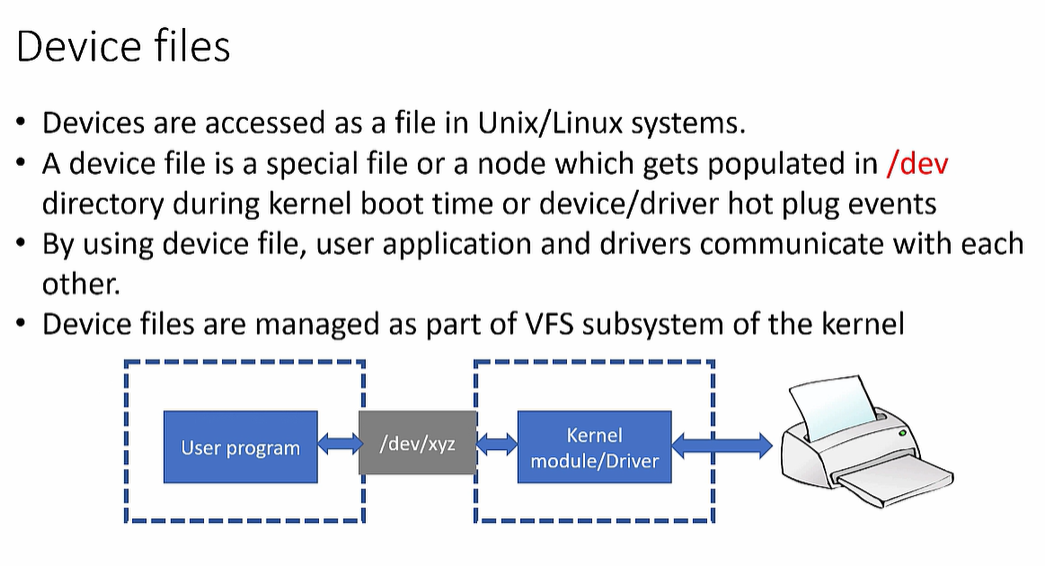 Device files
• Devices are accessed as a file in Unix/Linux systems.
• A device file is a special file or a node which gets populated in /dev
directory during kernel boot time or device/driver hot plug events
• By using device file, user application and drivers communicate with each
other.
• Device files are managed as part of VFS subsystem of the kernel
User program
/dev/xyz
Kernel
module/Driver